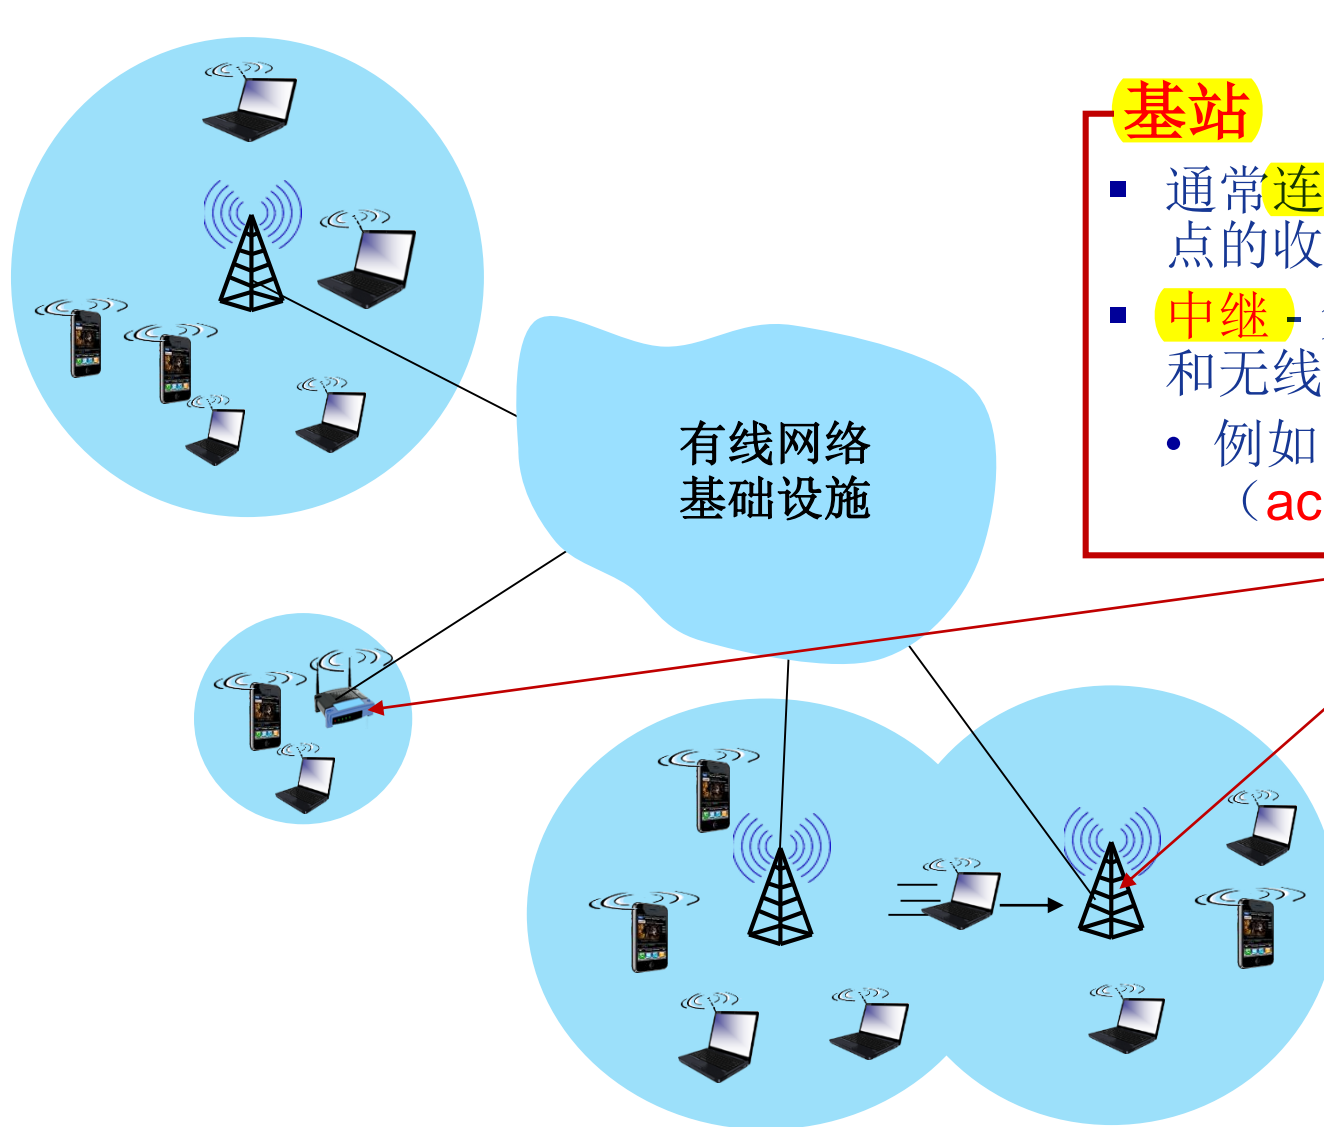 有线网络
基础设施
基站
▪ 通常连
点的收
▪ 中继 -
和无线
• 例如
（ac